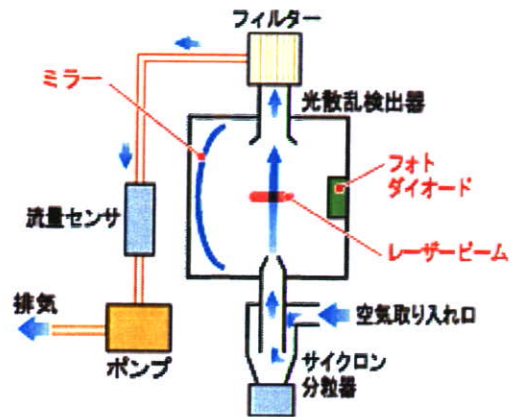 フィルター
ミラー
光散乱検出器
フォト
ダイオード
流量センサ
レーザービーム
排気
空気取り入れ口
ポンプ
サイクロン
分粒器